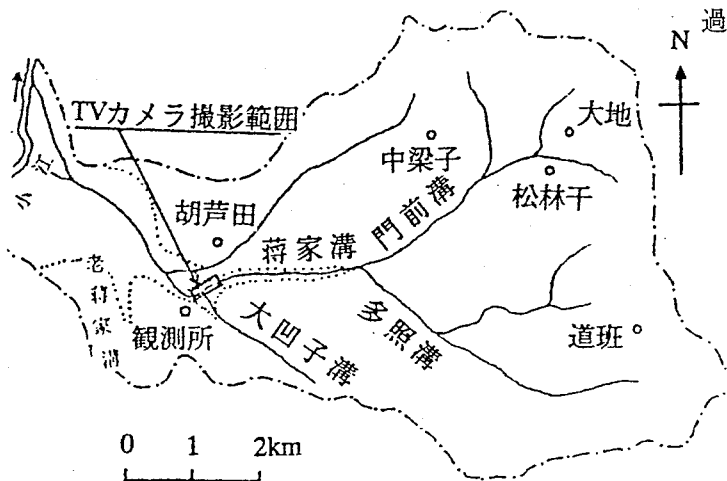 過
N
TVカメラ撮影範囲
大地
中梁子
松林干
小江
胡芦田
門前溝
蒋家溝
老蒋家溝
観測所
大凹子溝
多照溝
道班
0 1 2km